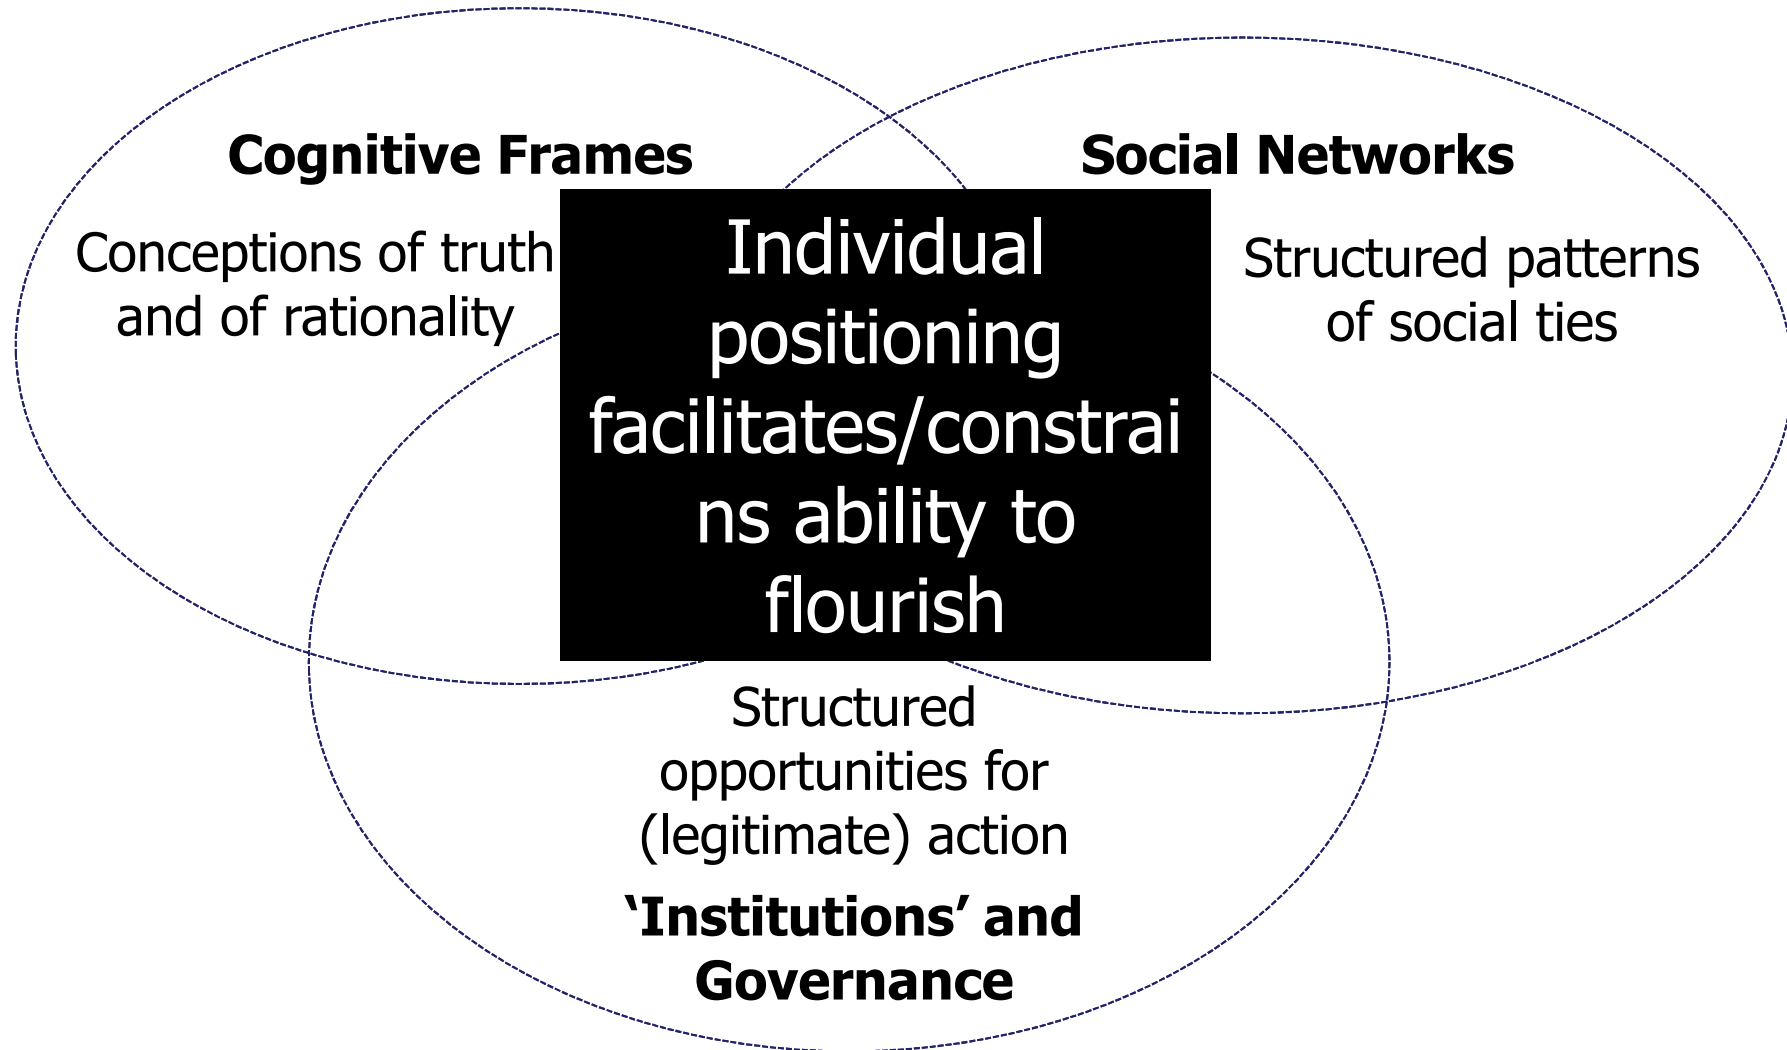 Cognitive Frames
Conceptions of truth
and of rationality
Social Networks
Structured patterns
of social ties
Individual
positioning
facilitates/constrai
ns ability to
flourish
Structured
opportunities for
(legitimate) action
‘Institutions’ and
Governance